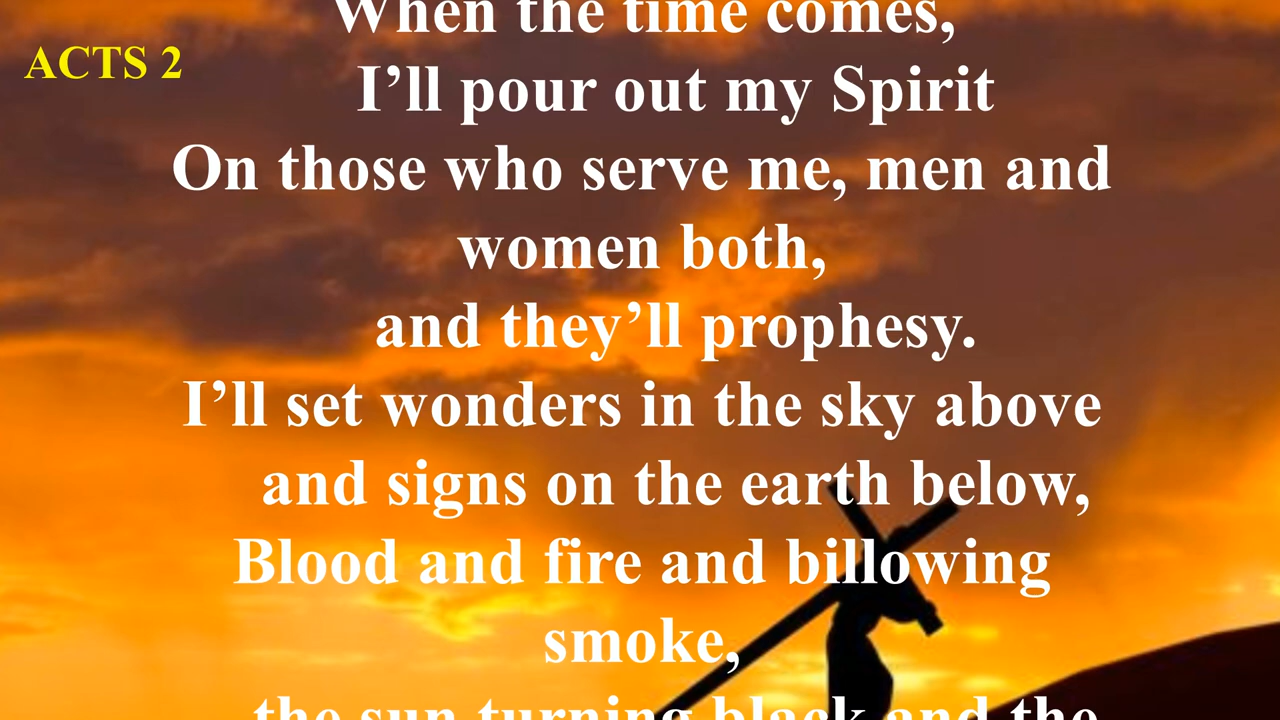 When the time comes,
ACTS 2
I’ll pour out my Spirit
On those who serve me, men and
women both,
and they’ll prophesy.
I’ll set wonders in the sky above
and signs on the earth below,
Blood and fire and billowing
smoke,
the sun turning black and the